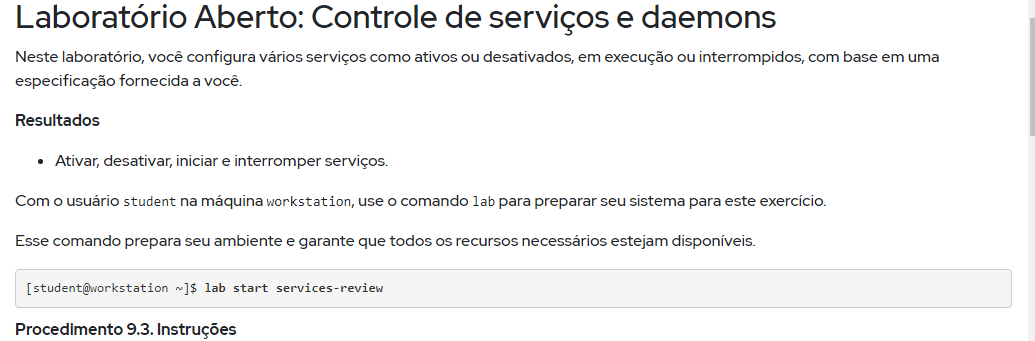 Laboratório Aberto: Controle de serviços e daemons
Neste laboratório, você configura vários serviços como ativos ou desativados, em execução ou interrompidos, com base em uma
especificação fornecida a você.
Resultados
• Ativar, desativar, iniciar e interromper serviços.
Com o usuário student na máquina workstation, use o comando lab para preparar seu sistema para este exercício.
Esse comando prepara seu ambiente e garante que todos os recursos necessários estejam disponíveis.
[student@workstation ~]$ lab start services-review
Procedimento 9.3. Instruções